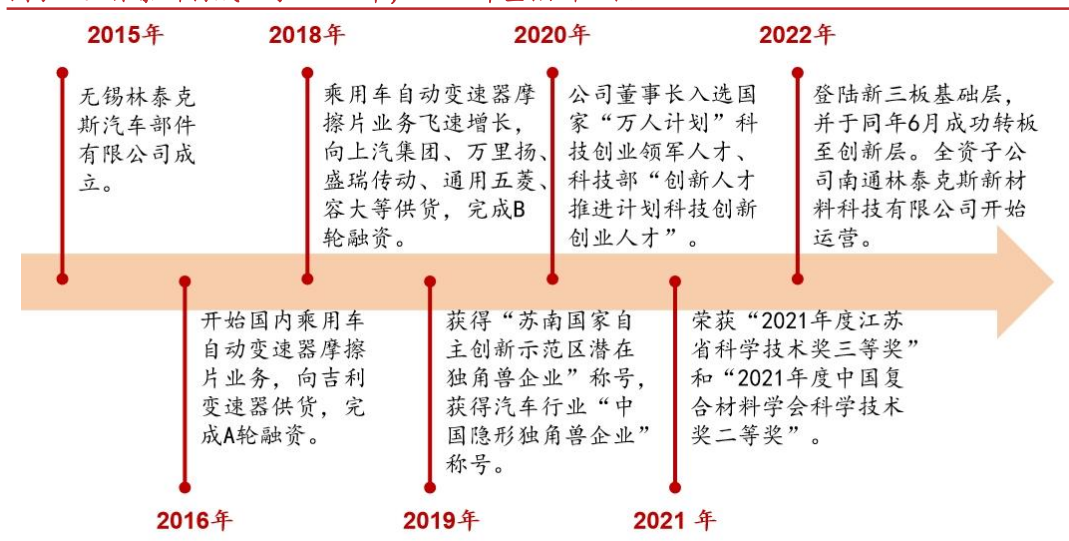 2015年
2018年
2020年
2022年
无锡林泰克
斯汽车部件
有限公司成
立。
乘用车自动变速器摩
擦片业务飞速增长，
向上汽集团、万里扬、
盛瑞传动、通用五菱、
容大等供货，完成B
轮融资。
公司董事长入选国
家“万人计划”科
技创业领军人才、
科技部“创新人才
推进计划科技创新
创业人才”。
登陆新三板基础层，
并于同年6月成功转板
至创新层。全资子公
司南通林泰克斯新材
料科技有限公司开始
运营。
开始国内乘用车
自动变速器摩擦
片业务，向吉利
变速器供货，完
成A轮融资。
获得“苏南国家自
主创新示范区潜在
独角兽企业”称号，
获得汽车行业“中
国隐形独角兽企业”
称号。
荣获“2021年度江苏
省科学技术奖三等奖”
和“2021年度中国复
合材料学会科学技术
奖二等奖”。
2016年
2019年
2021 年